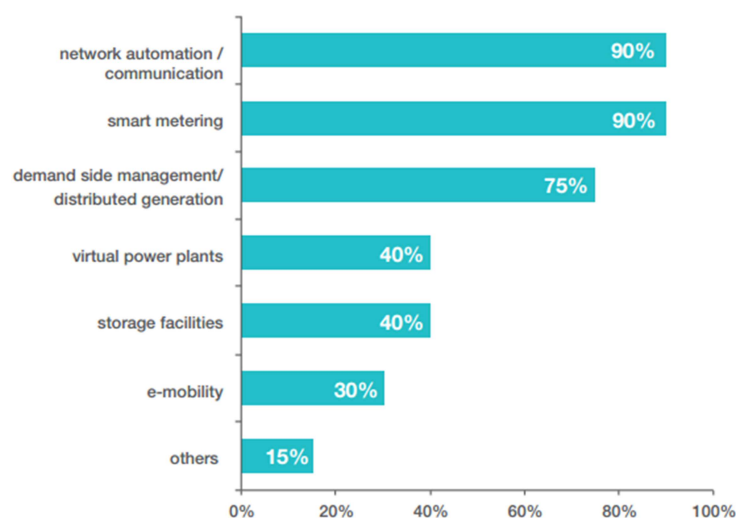 network automation /
communication
90%
smart metering
90%
demand side management/
distributed generation
75%
virtual power plants
40%
storage facilities
40%
e-mobility
30%
others
15%
0%
20%
40%
60%
80%
100%